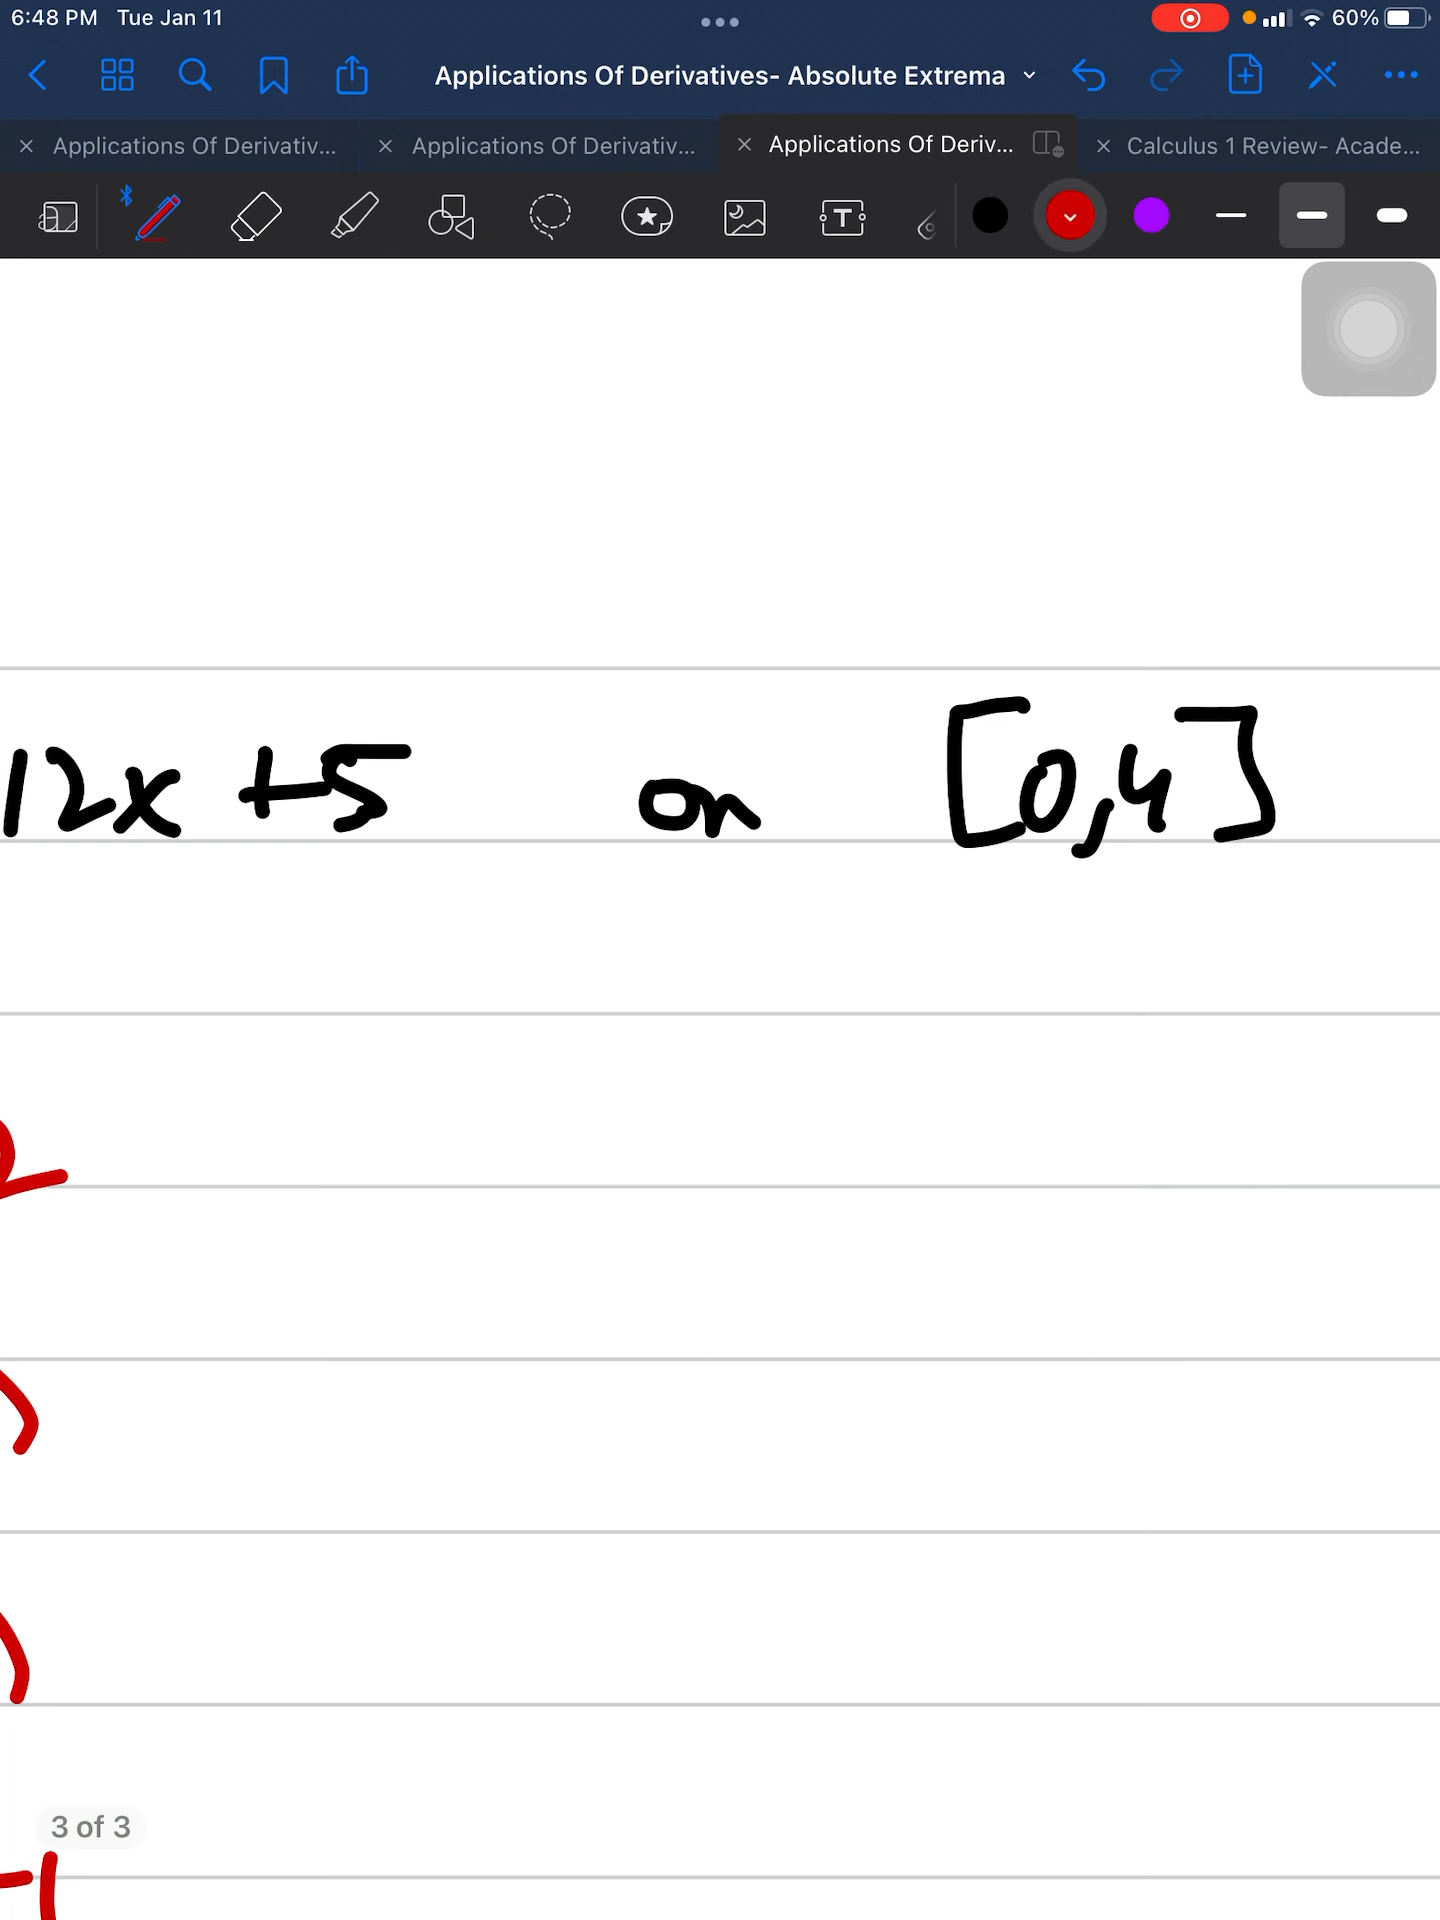 6:48 PM Tue Jan 11 60%
Applications Of Derivatives- Absolute Extrema
Applications Of Derivativ... Applications Of Derivativ... Applications Of Deriv... Calculus 1 Review- Acade...
12x +5 on [0,4]
3 of 3